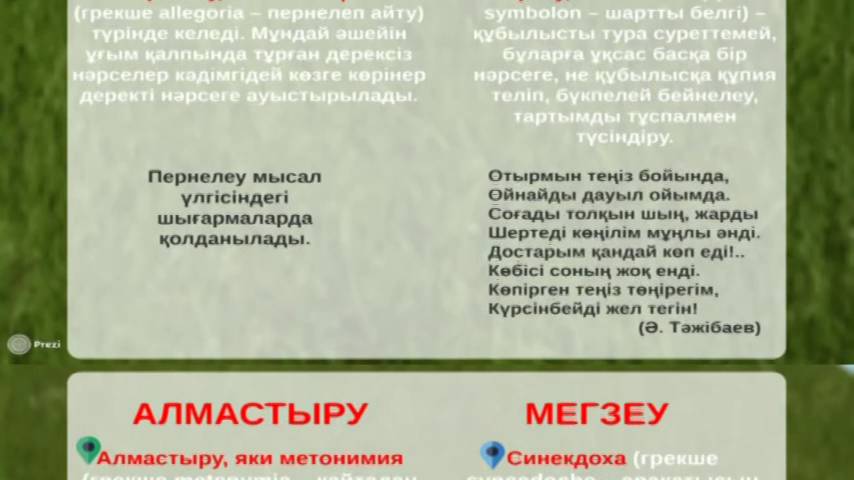 (грекше allegoria – пернелеп айту)
түрінде келеді. Мұндай әшейін
ұғым қалпында тұрған дерексіз
нәрселер кәдімгідей көзге көрінер
деректі нәрсеге ауыстырылады.
Пернелеу мысал
үлгісіндегі
шығармаларда
қолданылады.
symbolon – шартты белгі) –
құбылысты тура суреттемей,
бұларға ұқсас басқа бір
нәрсеге, не құбылысқа құпия
теліп, бүкпелей бейнелеу,
тартымды тұспалмен
түсіндіру.
Отырмын теңіз бойында,
Өйнайды дауыл ойымда.
Соғады толқын шың, жарды
Шертеді көңілім мұңлы әнді.
Достарым қандай көп еді!..
Көбісі соның жоқ енді.
Көпірген теңіз төңірегім,
Күрсінбейді жел тегін!
(Ә. Тәжібаев)
Prezi
АЛМАСТЫРУ
Алмастыру, яки метонимия
МЕГЗЕУ
Синекдоха (грекше